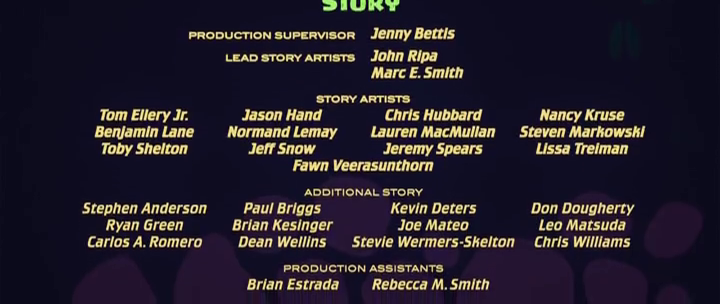 STORY
PRODUCTION SUPERVISOR Jenny Bettis
LEAD STORY ARTISTS John Ripa
Marc E. Smith
STORY ARTISTS
Tom Ellery Jr. Jason Hand Chris Hubbard Nancy Kruse
Benjamin Lane Normand Lemay Lauren MacMullan Steven Markowski
Toby Shelton Jeff Snow Jeremy Spears Lissa Treiman
Fawn Veerasunthorn
ADDITIONAL STORY
Stephen Anderson Paul Briggs Kevin Deters Don Dougherty
Ryan Green Brian Kesinger Joe Mateo Leo Matsuda
Carlos A. Romero Dean Wellins Stevie Wermers-Skelton Chris Williams
PRODUCTION ASSISTANTS
Brian Estrada Rebecca M. Smith